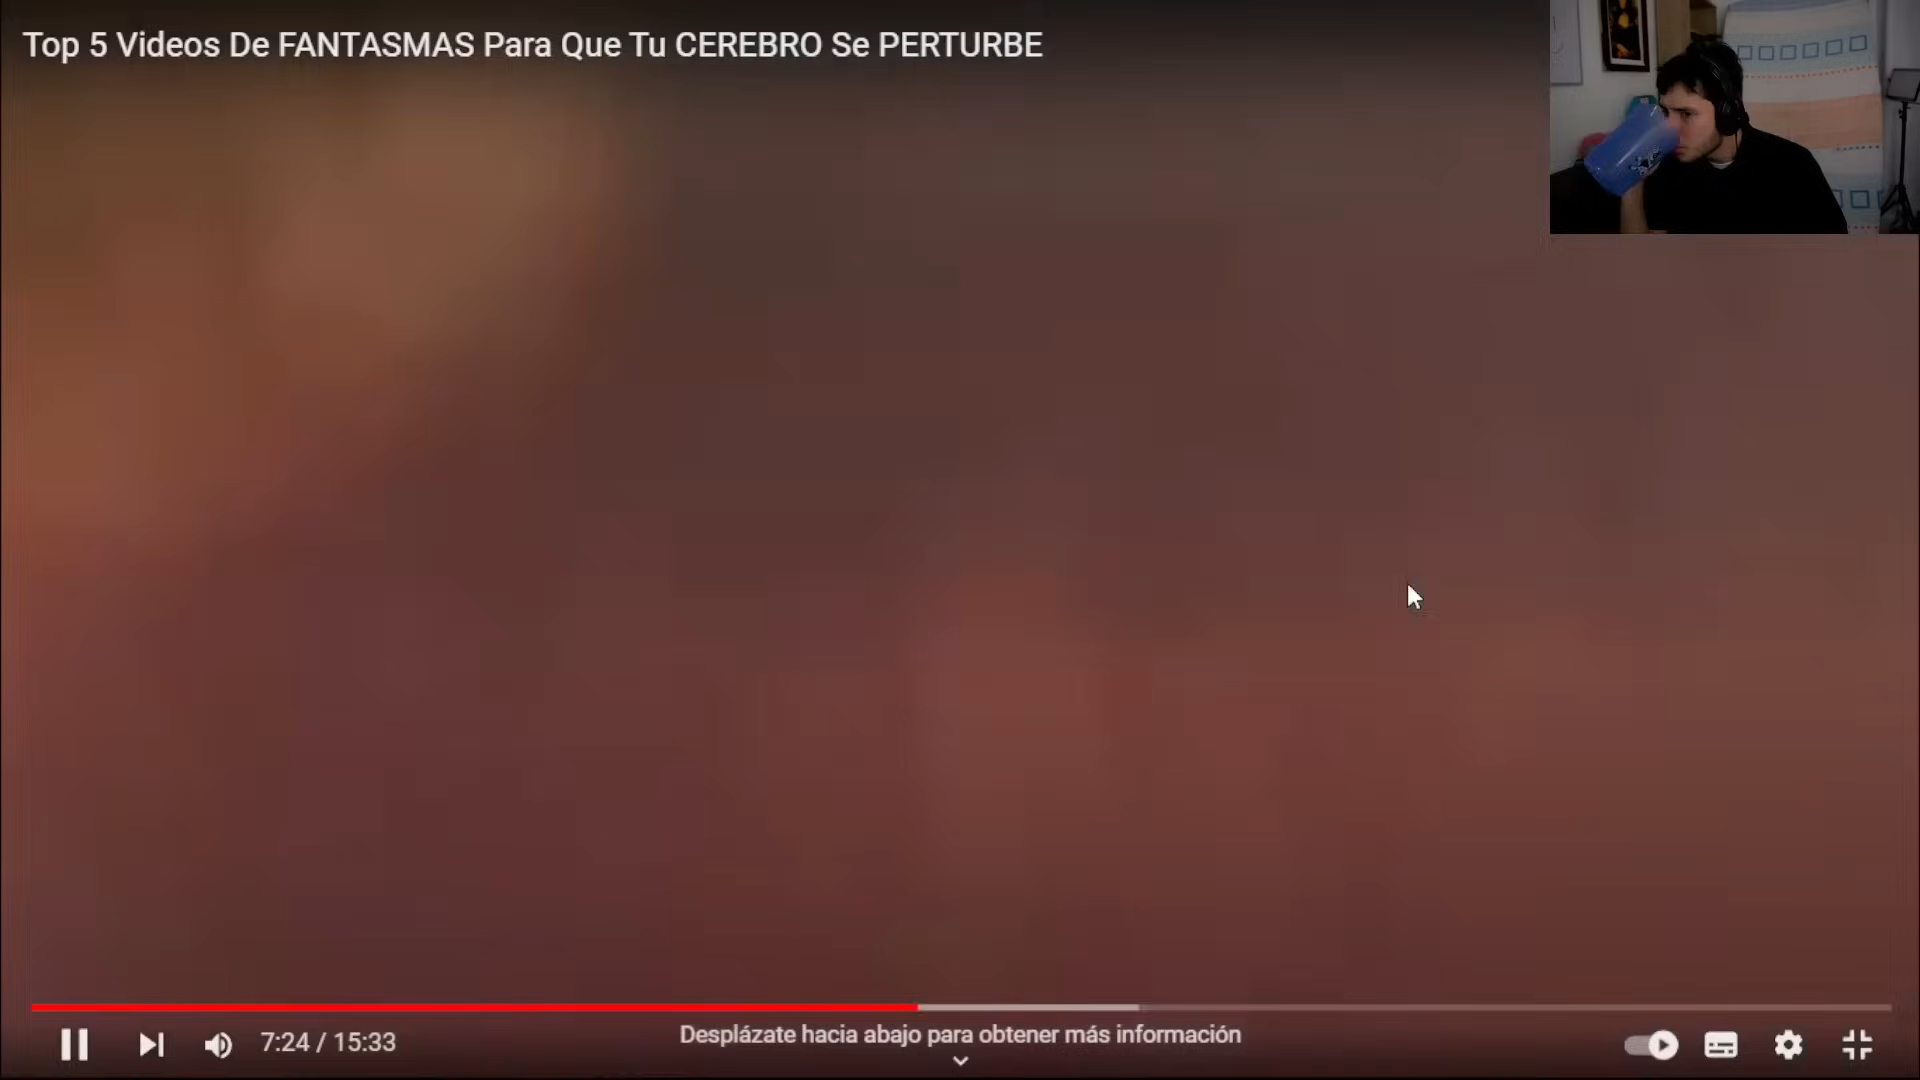 Top 5 Videos De FANTASMAS Para Que Tu CEREBRO Se PERTURBE
7:24 / 15:33
Desplázate hacia abajo para obtener más información